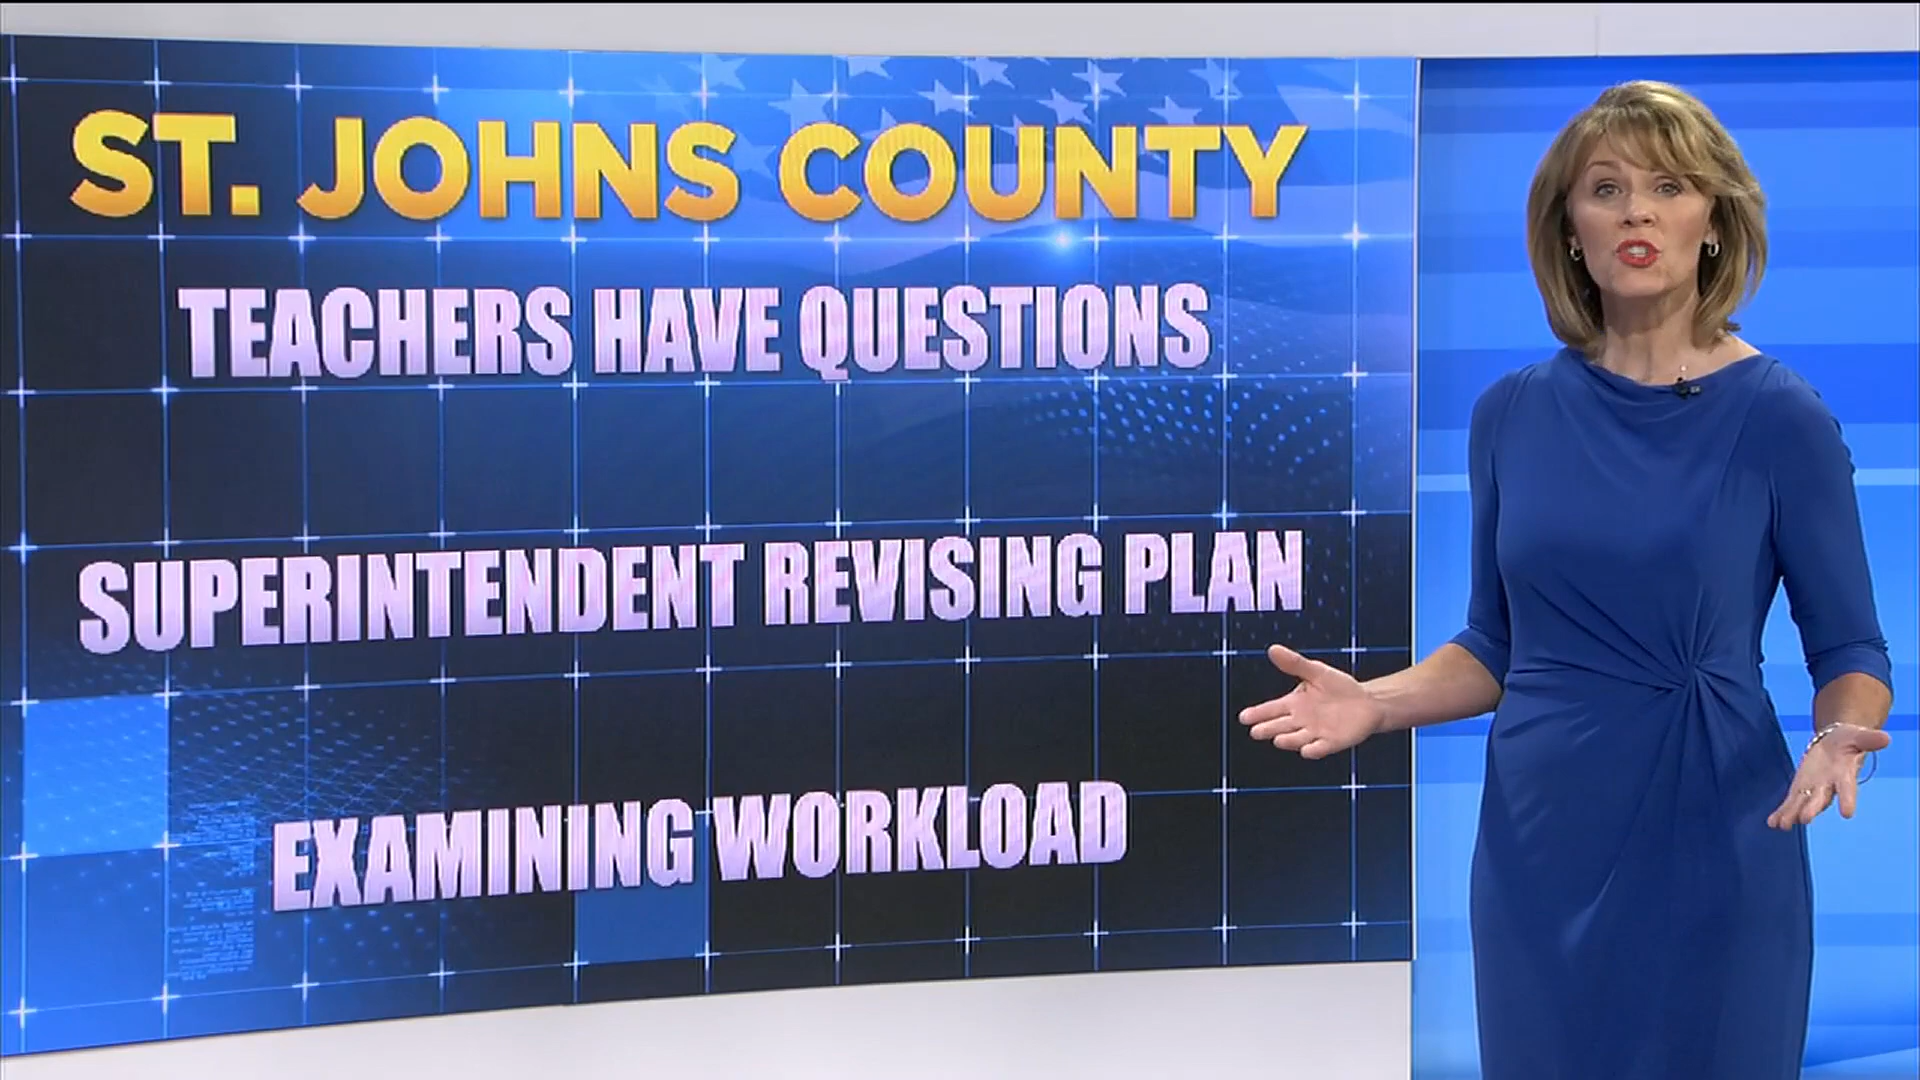 ST. JOHNS COUNTY
TEACHERS HAVE QUESTIONS
SUPERINTENDENT REVISING PLAN
EXAMINING WORKLOAD